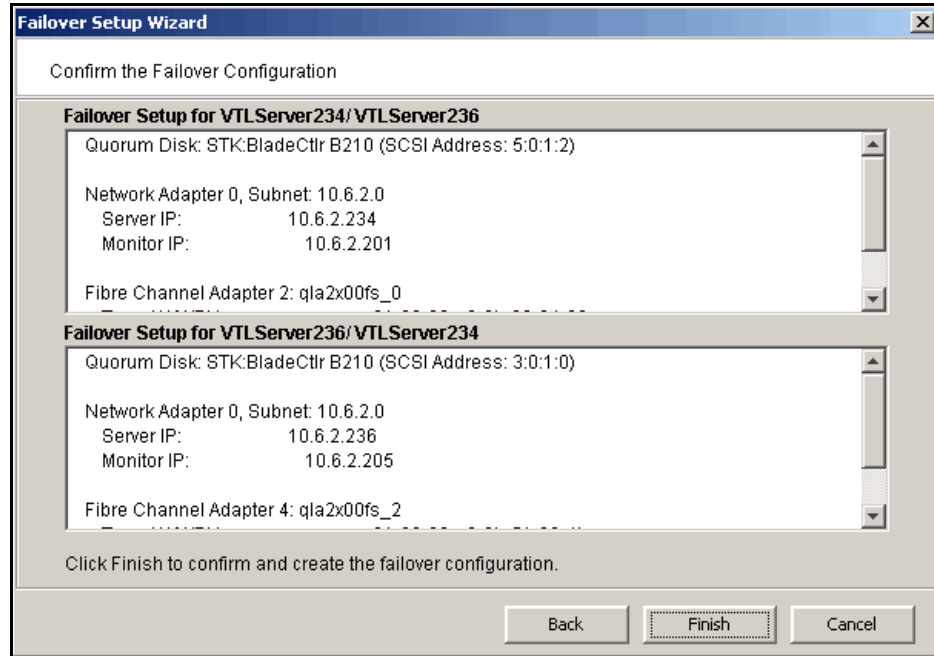 Failover Setup Wizard
Confirm the Failover Configuration
Failover Setup for VTLServer234/VTLServer236
Quorum Disk: STK:BladeCtlr B210 (SCSI Address: 5:0:1:2)
Network Adapter 0, Subnet: 10.6.2.0
Server IP: 10.6.2.234
Monitor IP: 10.6.2.201
Fibre Channel Adapter 2: qla2x00fs_0
Failover Setup for VTLServer236/VTLServer234
Quorum Disk: STK:BladeCtlr B210 (SCSI Address: 3:0:1:0)
Network Adapter 0, Subnet: 10.6.2.0
Server IP: 10.6.2.236
Monitor IP: 10.6.2.205
Fibre Channel Adapter 4: qla2x00fs_2
Click Finish to confirm and create the failover configuration.
Back Finish Cancel